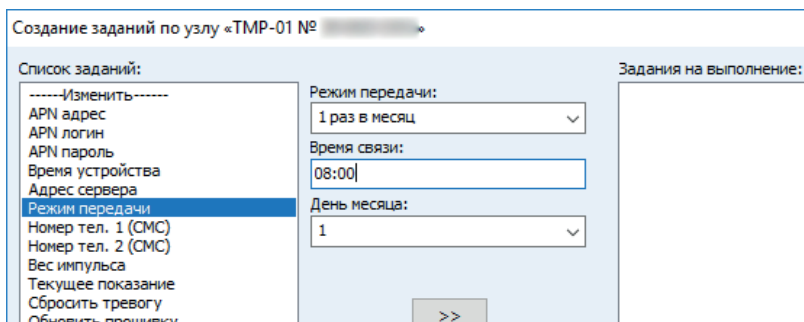 Создание заданий по узлу «ТМР-01 № »
Список заданий:
------Изменить------
APN адрес
APN логин
APN пароль
Время устройства
Адрес сервера
Режим передачи
Номер тел. 1 (СМС)
Номер тел. 2 (СМС)
Вес импульса
Текущее показание
Сбросить тревогу
Обновить прошивку
Режим передачи:
1 раз в месяц
Время связи:
08:00
День месяца:
1
>>
Задания на выполнение: